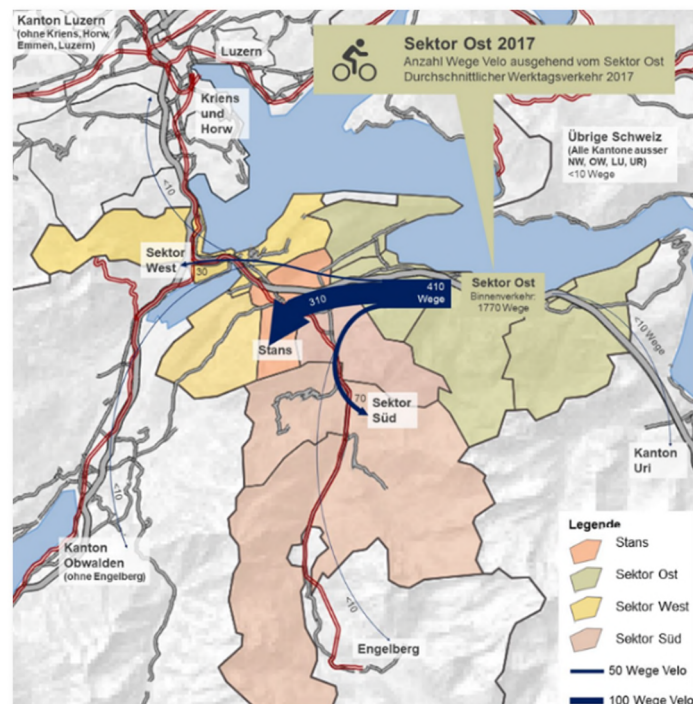 Kanton Luzern
(ohne Kriens, Horw,
Emmen, Luzern)
Luzern
Kriens
und
Horw
Sektor Ost 2017
Anzahl Wege Velo ausgehend vom Sektor Ost
Durchschnittlicher Werktagsverkehr 2017
Übrige Schweiz
(Alle Kantone ausser
NW, OW, LU, UR)
<10 Wege
<10
Sektor
West
30
310
410
Wege
Sektor Ost
Binnenverkehr:
1770 Wege
<10 Wege
Stans
70
Sektor
Süd
Kanton
Uri
<10
Kanton
Obwalden
(ohne Engelberg)
<10
Engelberg
Legende
Stans
Sektor Ost
Sektor West
Sektor Süd
50 Wege Velo
100 Wege Velo